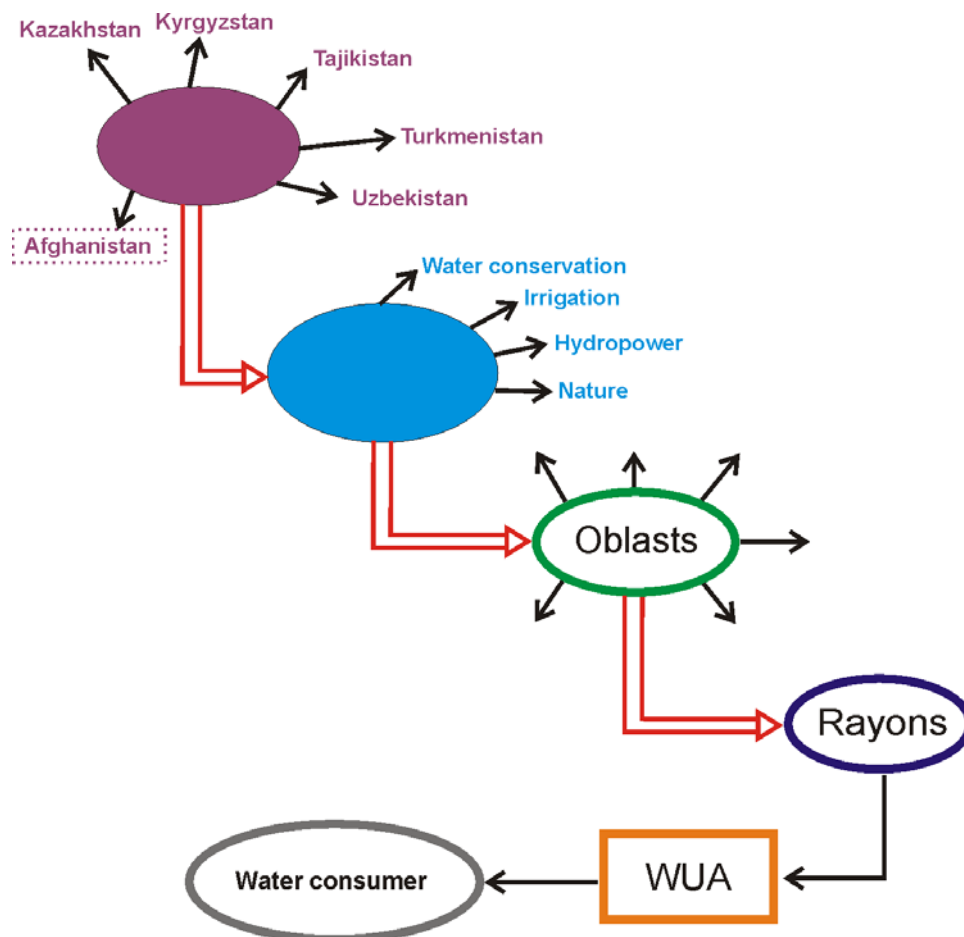 Kazakhstan
Kyrgyzstan
Tajikistan
Turkmenistan
Uzbekistan
Afghanistan
Water conservation
Irrigation
Hydropower
Nature
Oblasts
Rayons
WUA
Water consumer